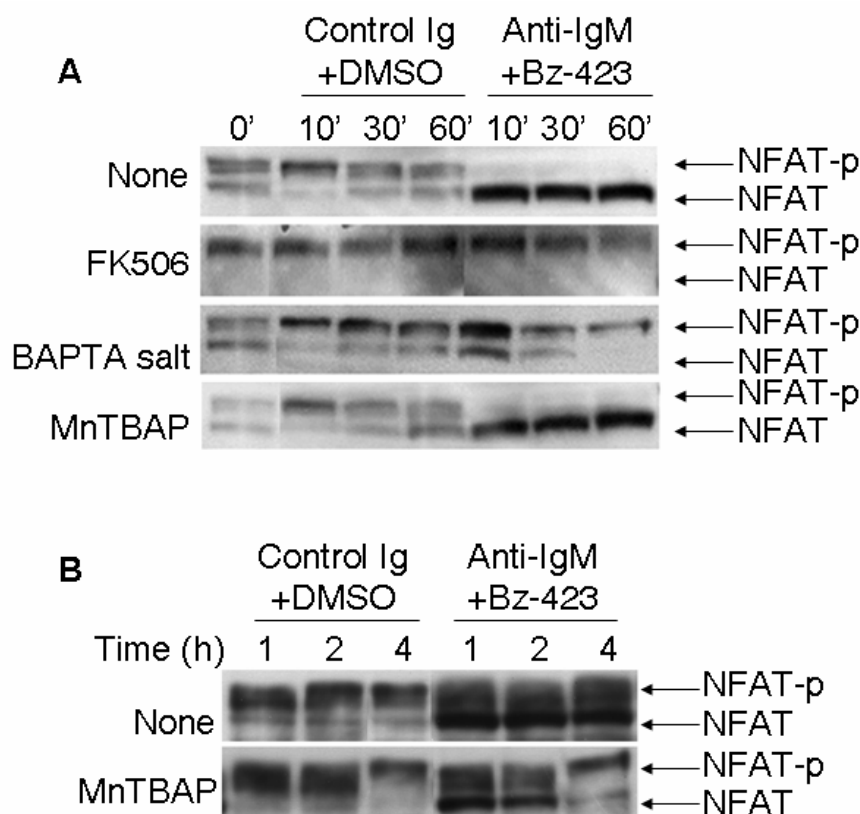 A
Control Ig Anti-IgM
+DMSO +Bz-423
0' 10' 30' 60' 10' 30' 60'
None NFAT-p
NFAT
FK506 NFAT-p
NFAT
BAPTA salt NFAT-p
NFAT
MnTBAP NFAT-p
NFAT
B
Control Ig Anti-IgM
+DMSO +Bz-423
Time (h) 1 2 4 1 2 4
None NFAT-p
NFAT
MnTBAP NFAT-p
NFAT